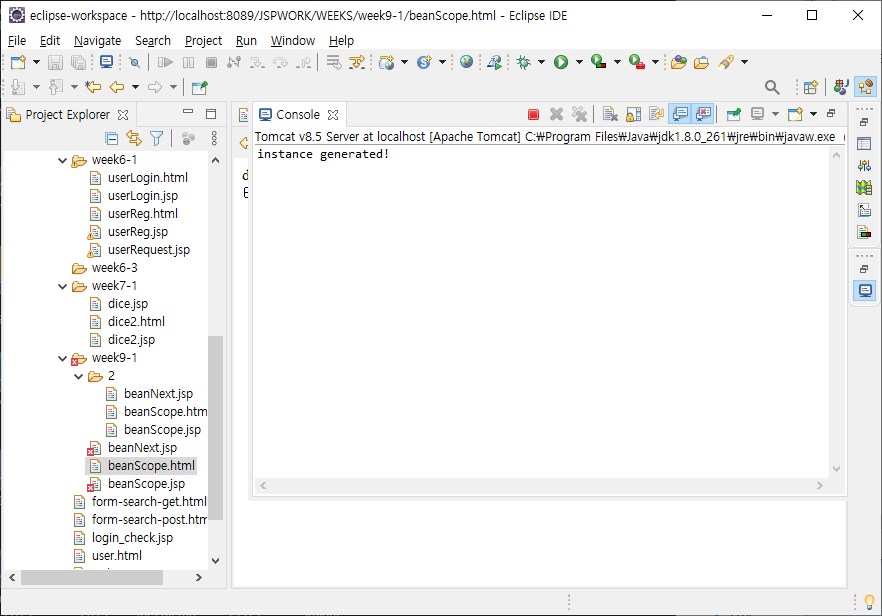 eclipse-workspace - http://localhost:8089/JSPWORK/WEEKS/week9-1/beanScope.html - Eclipse IDE
File Edit Navigate Search Project Run Window Help
Project Explorer
week6-1
userLogin.html
userLogin.jsp
userReg.html
userReg.jsp
userRequest.jsp
week6-3
week7-1
dice.jsp
dice2.html
dice2.jsp
week9-1
2
beanNext.jsp
beanScope.htm
beanScope.jsp
beanNext.jsp
beanScope.html
beanScope.jsp
form-search-get.html
form-search-post.htm
login_check.jsp
user.html
Console
Tomcat v8.5 Server at localhost [Apache Tomcat] C:₩Program Files₩Java₩jdk1.8.0_261₩jre₩bin₩javaw.exe (
instance generated!